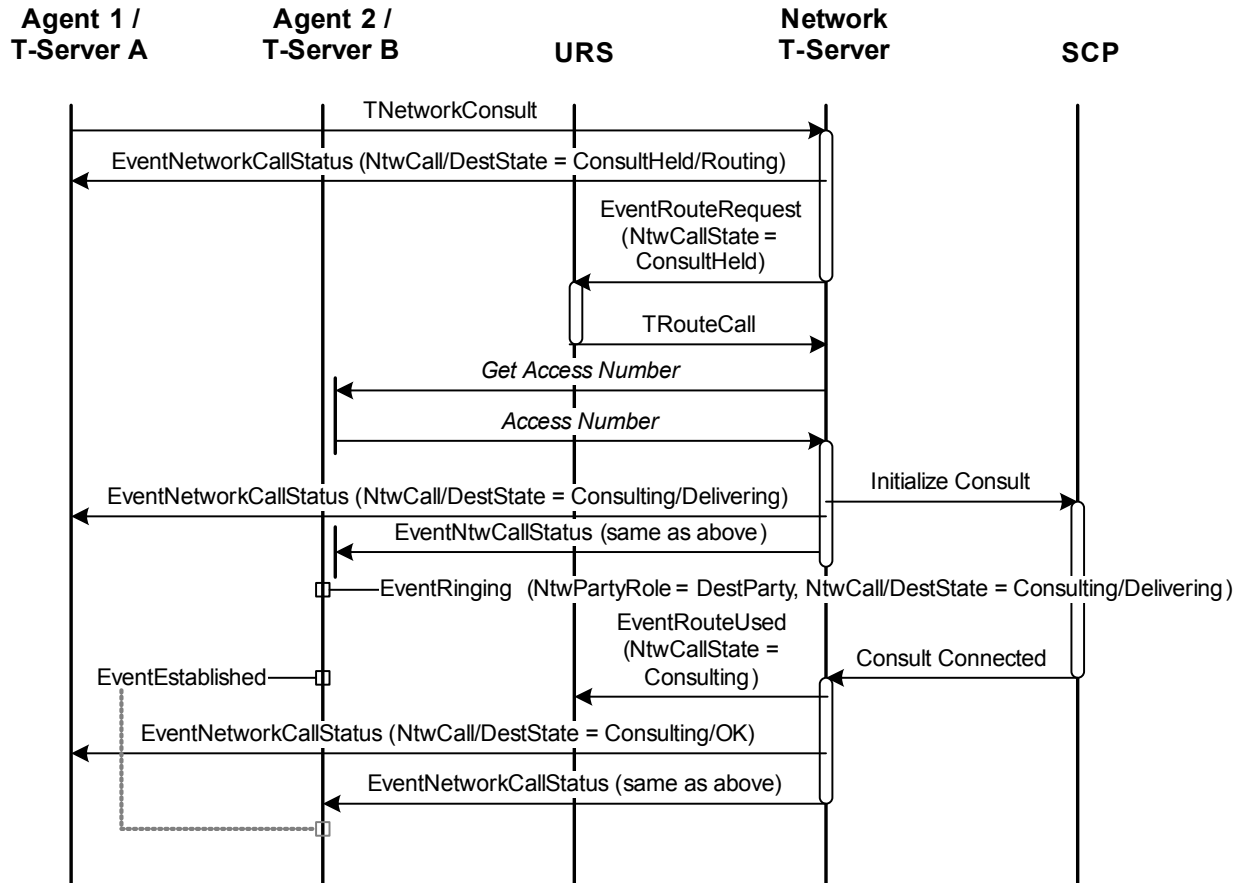 Agent 1 /
T-Server A
Agent 2 /
T-Server B
URS
Network
T-Server
SCP
TNetworkConsult
EventNetworkCallStatus (NtwCall/DestState = ConsultHeld/Routing)
EventRouteRequest
(NtwCallState =
ConsultHeld)
TRouteCall
Get Access Number
Access Number
Initialize Consult
EventNetworkCallStatus (NtwCall/DestState = Consulting/Delivering)
EventNtwCallStatus (same as above)
EventRinging (NtwPartyRole = DestParty, NtwCall/DestState = Consulting/Delivering)
EventRouteUsed
(NtwCallState =
Consulting)
Consult Connected
EventEstablished
EventNetworkCallStatus (NtwCall/DestState = Consulting/OK)
EventNetworkCallStatus (same as above)